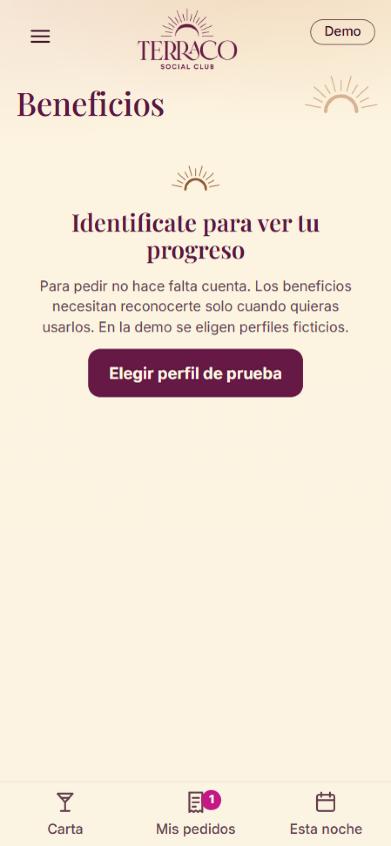 TERRACO
SOCIAL CLUB
Demo
Beneficios
Identifícate para ver tu
progreso
Para pedir no hace falta cuenta. Los beneficios
necesitan reconocerte solo cuando quieras
usarlos. En la demo se eligen perfiles ficticios.
Elegir perfil de prueba
1
Carta
Mis pedidos
Esta noche